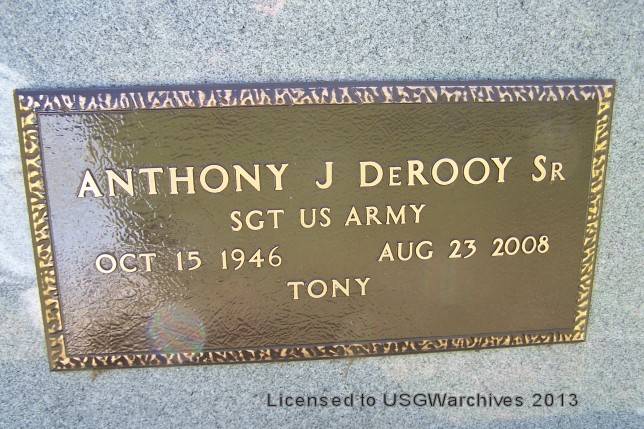 ANTHONY J DEROOY SR
SGT US ARMY
OCT 15 1946 AUG 23 2008
TONY
Licensed to USGWarchives 2013